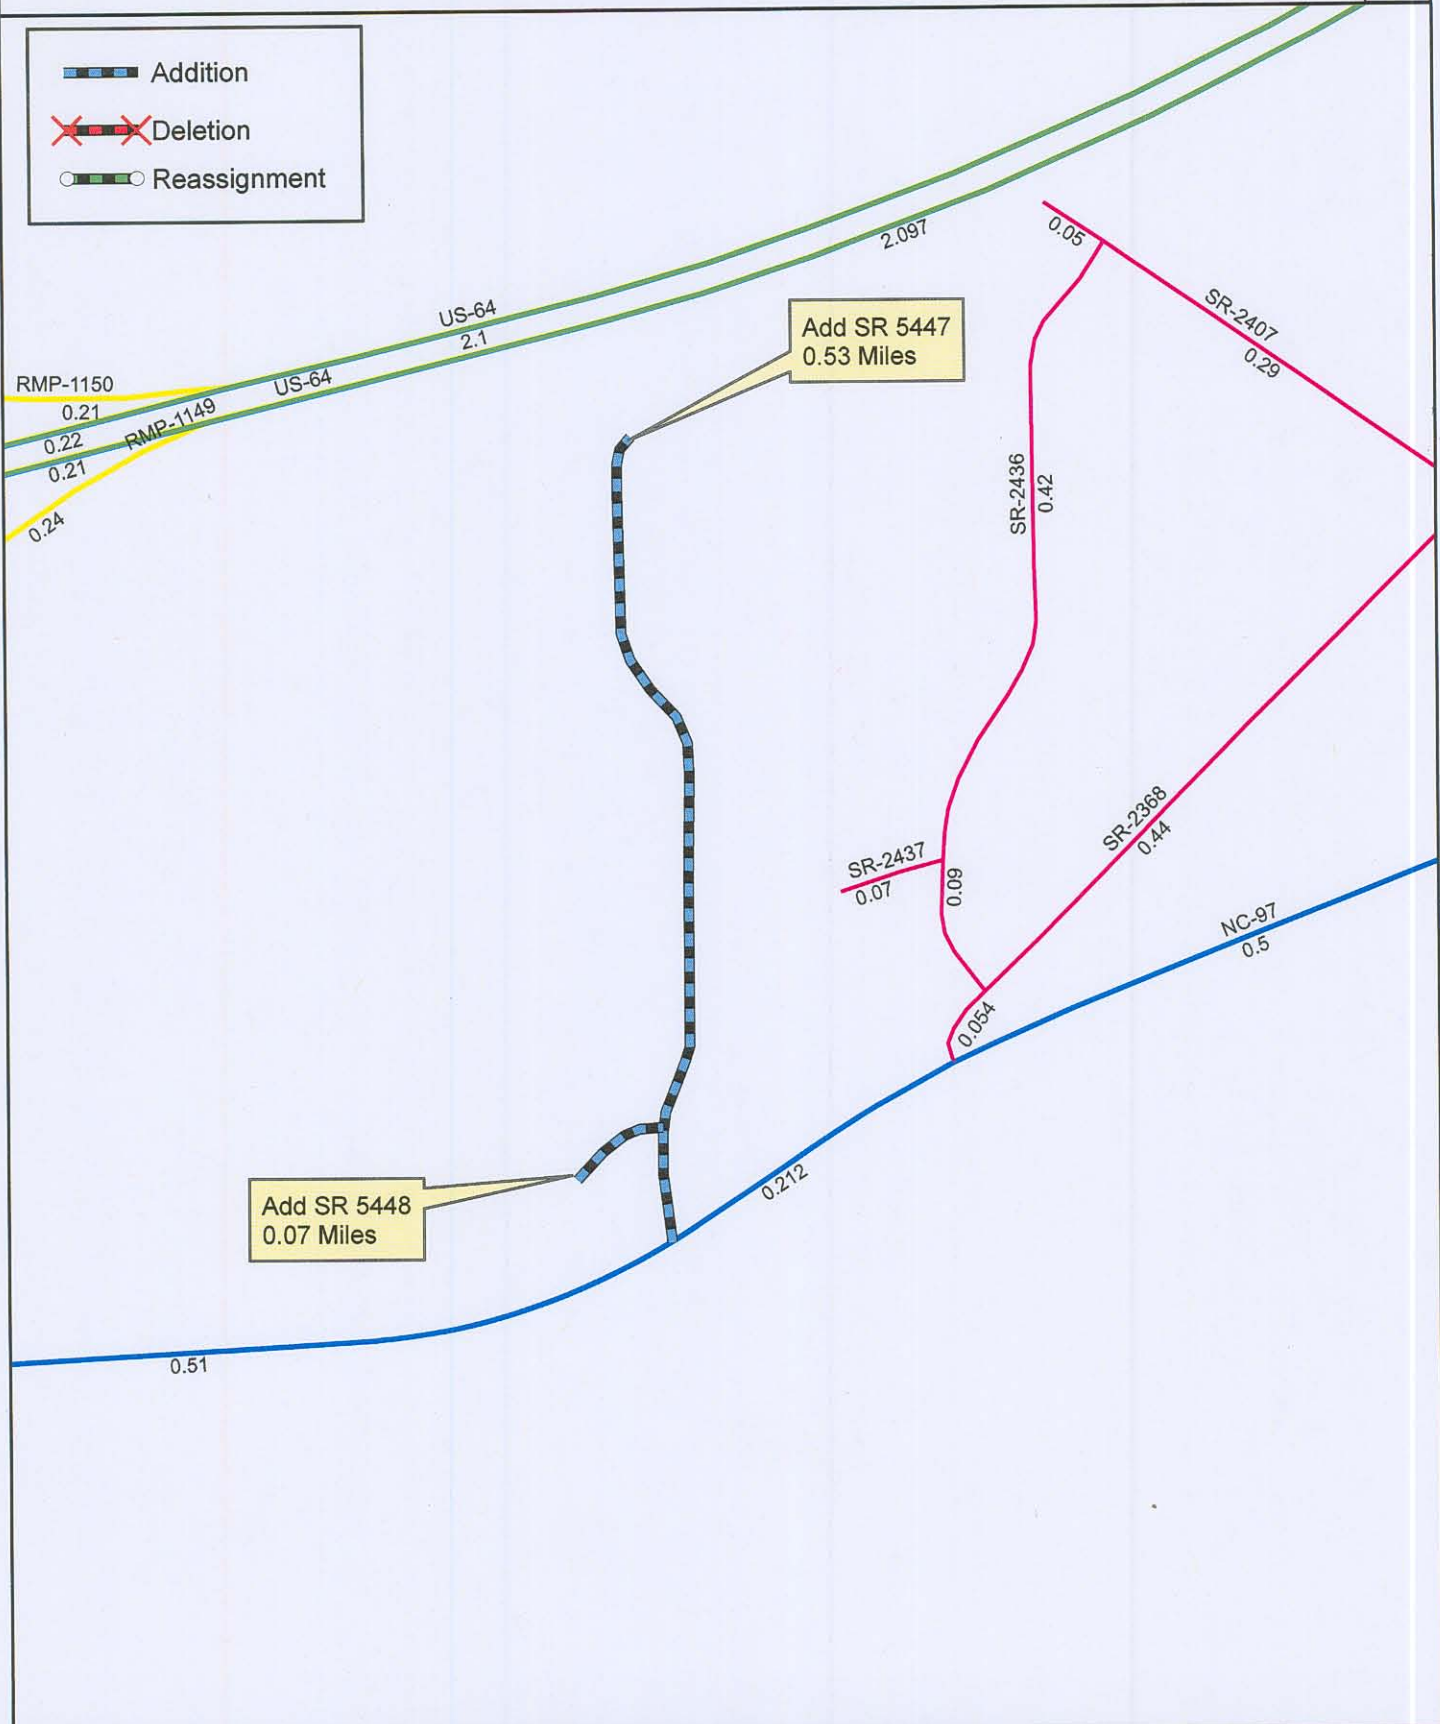 Addition
Deletion
Reassignment
2.097
0.05
SR-2407
0.29
US-64
2.1
US-64
Add SR 5447
0.53 Miles
RMP-1150
0.21
RMP-1149
0.22
0.21
0.24
SR-2436
0.42
SR-2368
0.44
SR-2437
0.07
0.09
NC-97
0.5
0.054
0.212
Add SR 5448
0.07 Miles
0.51